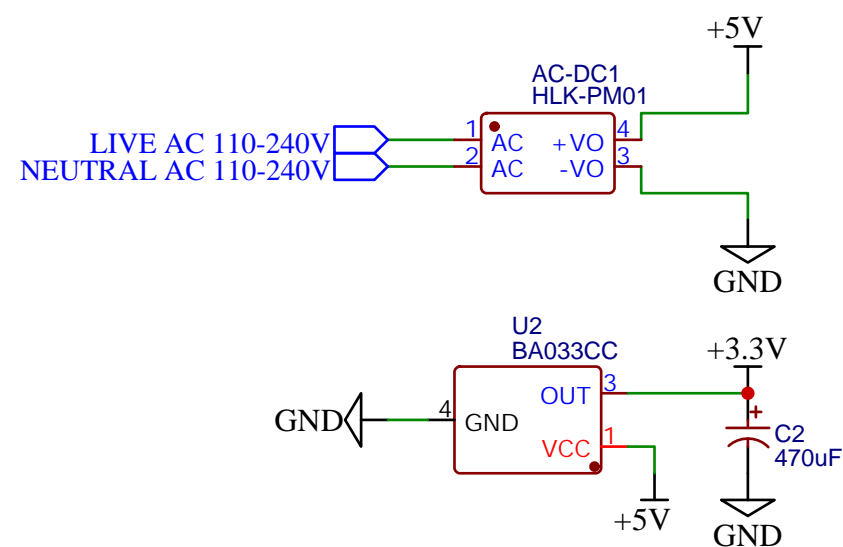 +5V
AC-DC1
HLK-PM01
LIVE AC 110-240V 1 AC +VO 4
NEUTRAL AC 110-240V 2 AC -VO 3
GND
U2
BA033CC
+3.3V
OUT 3
GND 4 GND
+
VCC 1
C2
470uF
+5V
GND